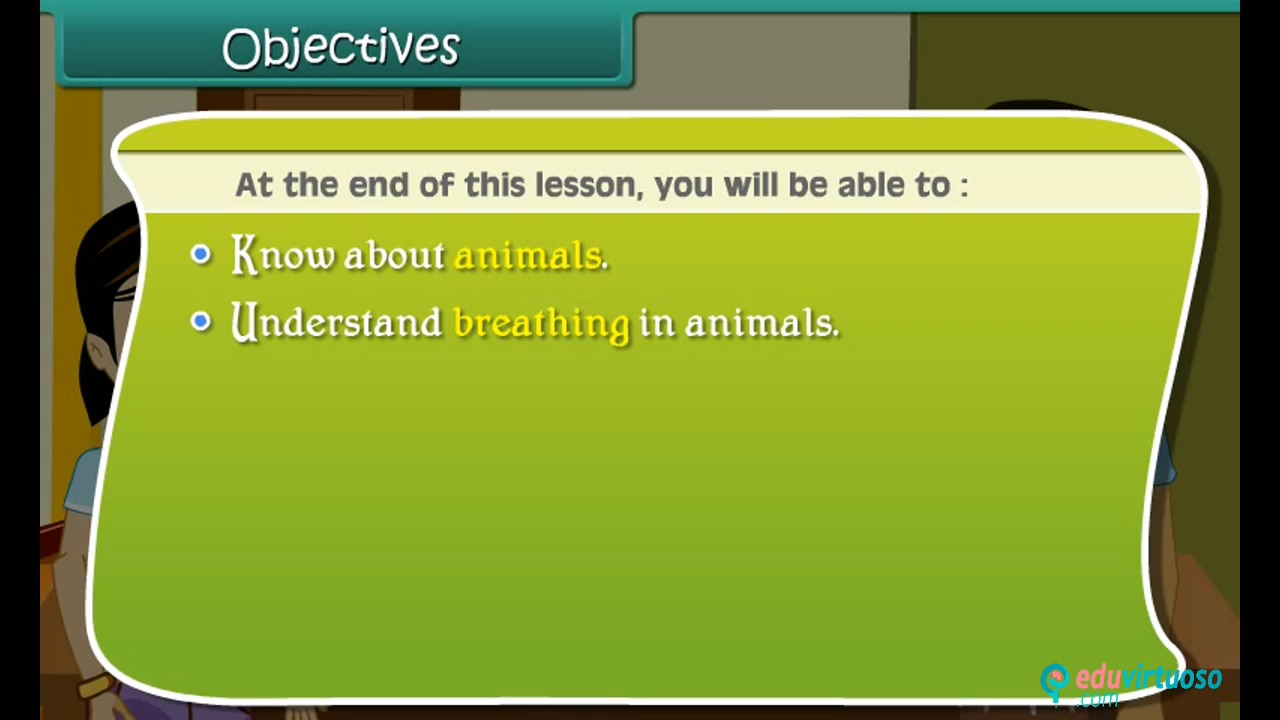 Objectives
At the end of this lesson, you will be able to :
Know about animals.
Understand breathing in animals.
eduvirtuoso
.com